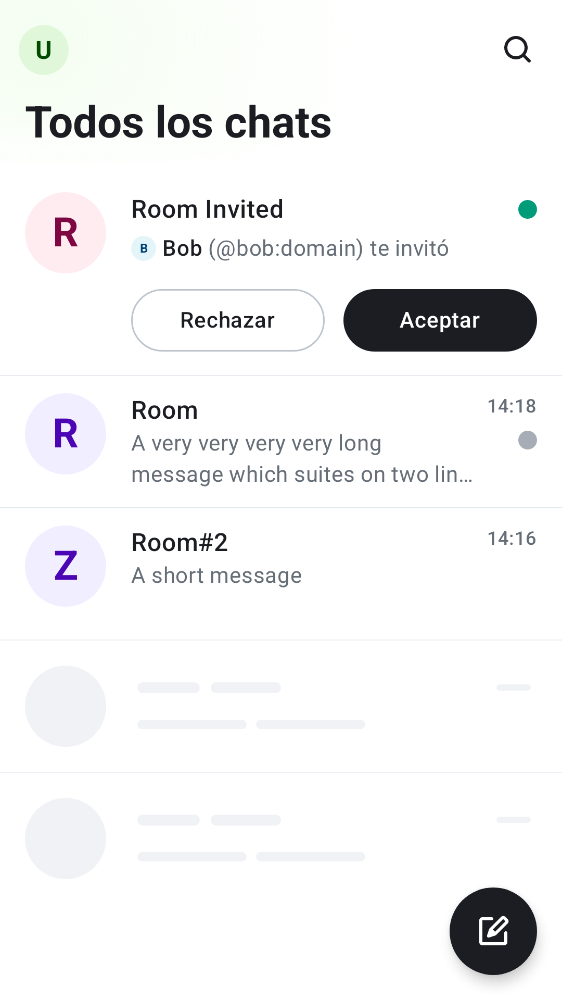 U
Todos los chats
R
Room Invited
B Bob (@bob:domain) te invitó
Rechazar
Aceptar
R
Room
14:18
A very very very very long
message which suites on two lin…
Z
Room#2
14:16
A short message